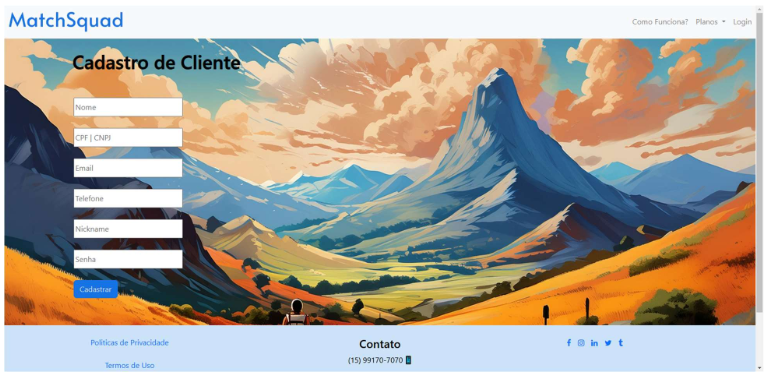 MatchSquad
Como Funciona? Planos Login
Cadastro de Cliente
Nome
CPF | CNPJ
Email
Telefone
Nickname
Senha
Cadastrar
Políticas de Privacidade
Termos de Uso
Contato
(15) 99170-7070